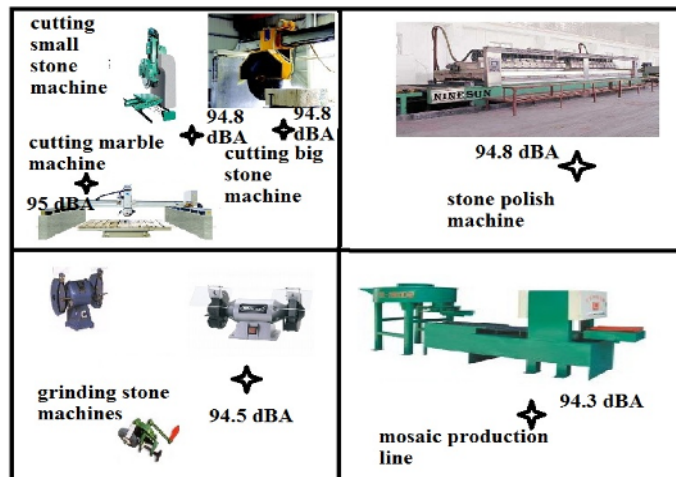 cutting
small
stone
machine
94.8
dBA
94.8
dBA
cutting marble
machine
95 dBA
cutting big
stone
machine
NINESUN
94.8 dBA
stone polish
machine
grinding stone
machines
94.5 dBA
94.3 dBA
mosaic production
line